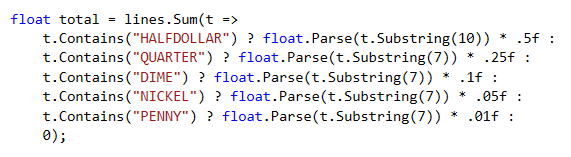 float total = lines.Sum(t =>
t.Contains("HALFDOLLAR") ? float.Parse(t.Substring(10)) * .5f :
t.Contains("QUARTER") ? float.Parse(t.Substring(7)) * .25f :
t.Contains("DIME") ? float.Parse(t.Substring(7)) * .1f :
t.Contains("NICKEL") ? float.Parse(t.Substring(7)) * .05f :
t.Contains("PENNY") ? float.Parse(t.Substring(7)) * .01f :
0);